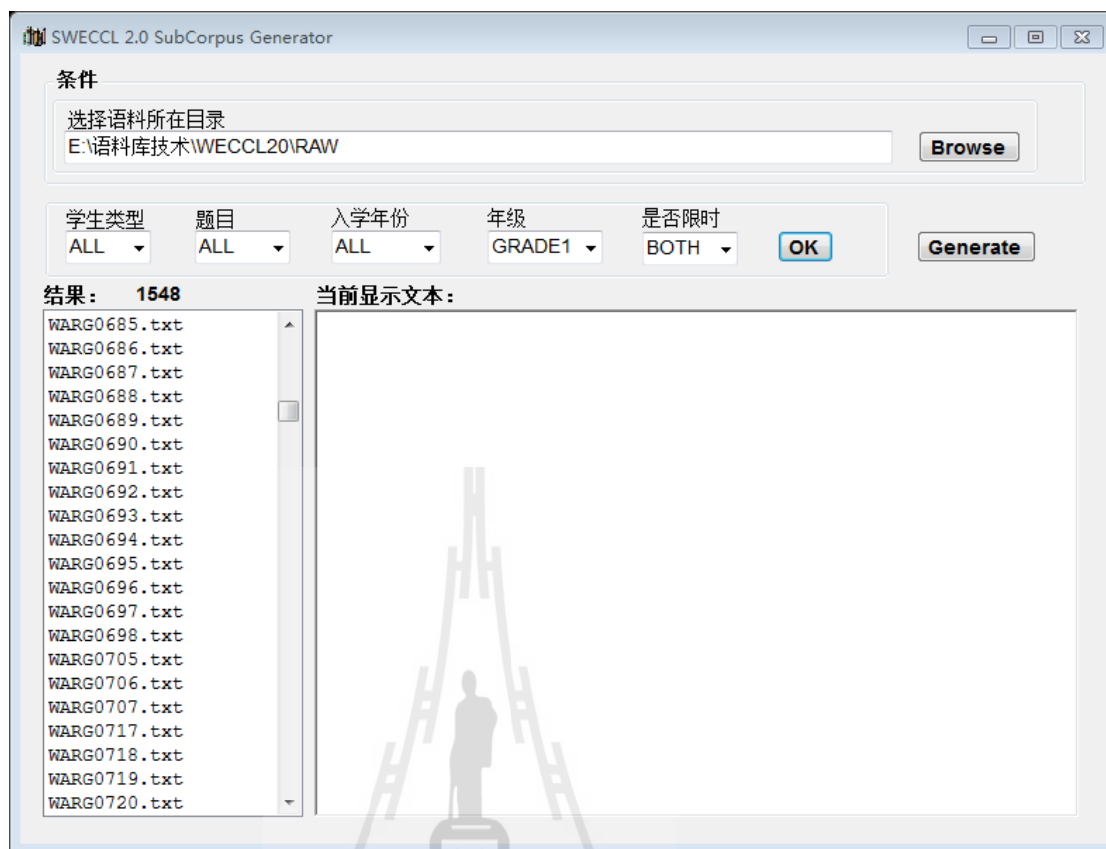 SWECCL 2.0 SubCorpus Generator
条件
选择语料所在目录
E:\语料库技术\WECCL20\RAW
Browse
学生类型 题目 入学年份 年级 是否限时
ALL ALL ALL GRADE1 BOTH OK Generate
结果: 1548 当前显示文本:
WARG0685.txt
WARG0686.txt
WARG0687.txt
WARG0688.txt
WARG0689.txt
WARG0690.txt
WARG0691.txt
WARG0692.txt
WARG0693.txt
WARG0694.txt
WARG0695.txt
WARG0696.txt
WARG0697.txt
WARG0698.txt
WARG0705.txt
WARG0706.txt
WARG0707.txt
WARG0717.txt
WARG0718.txt
WARG0719.txt
WARG0720.txt